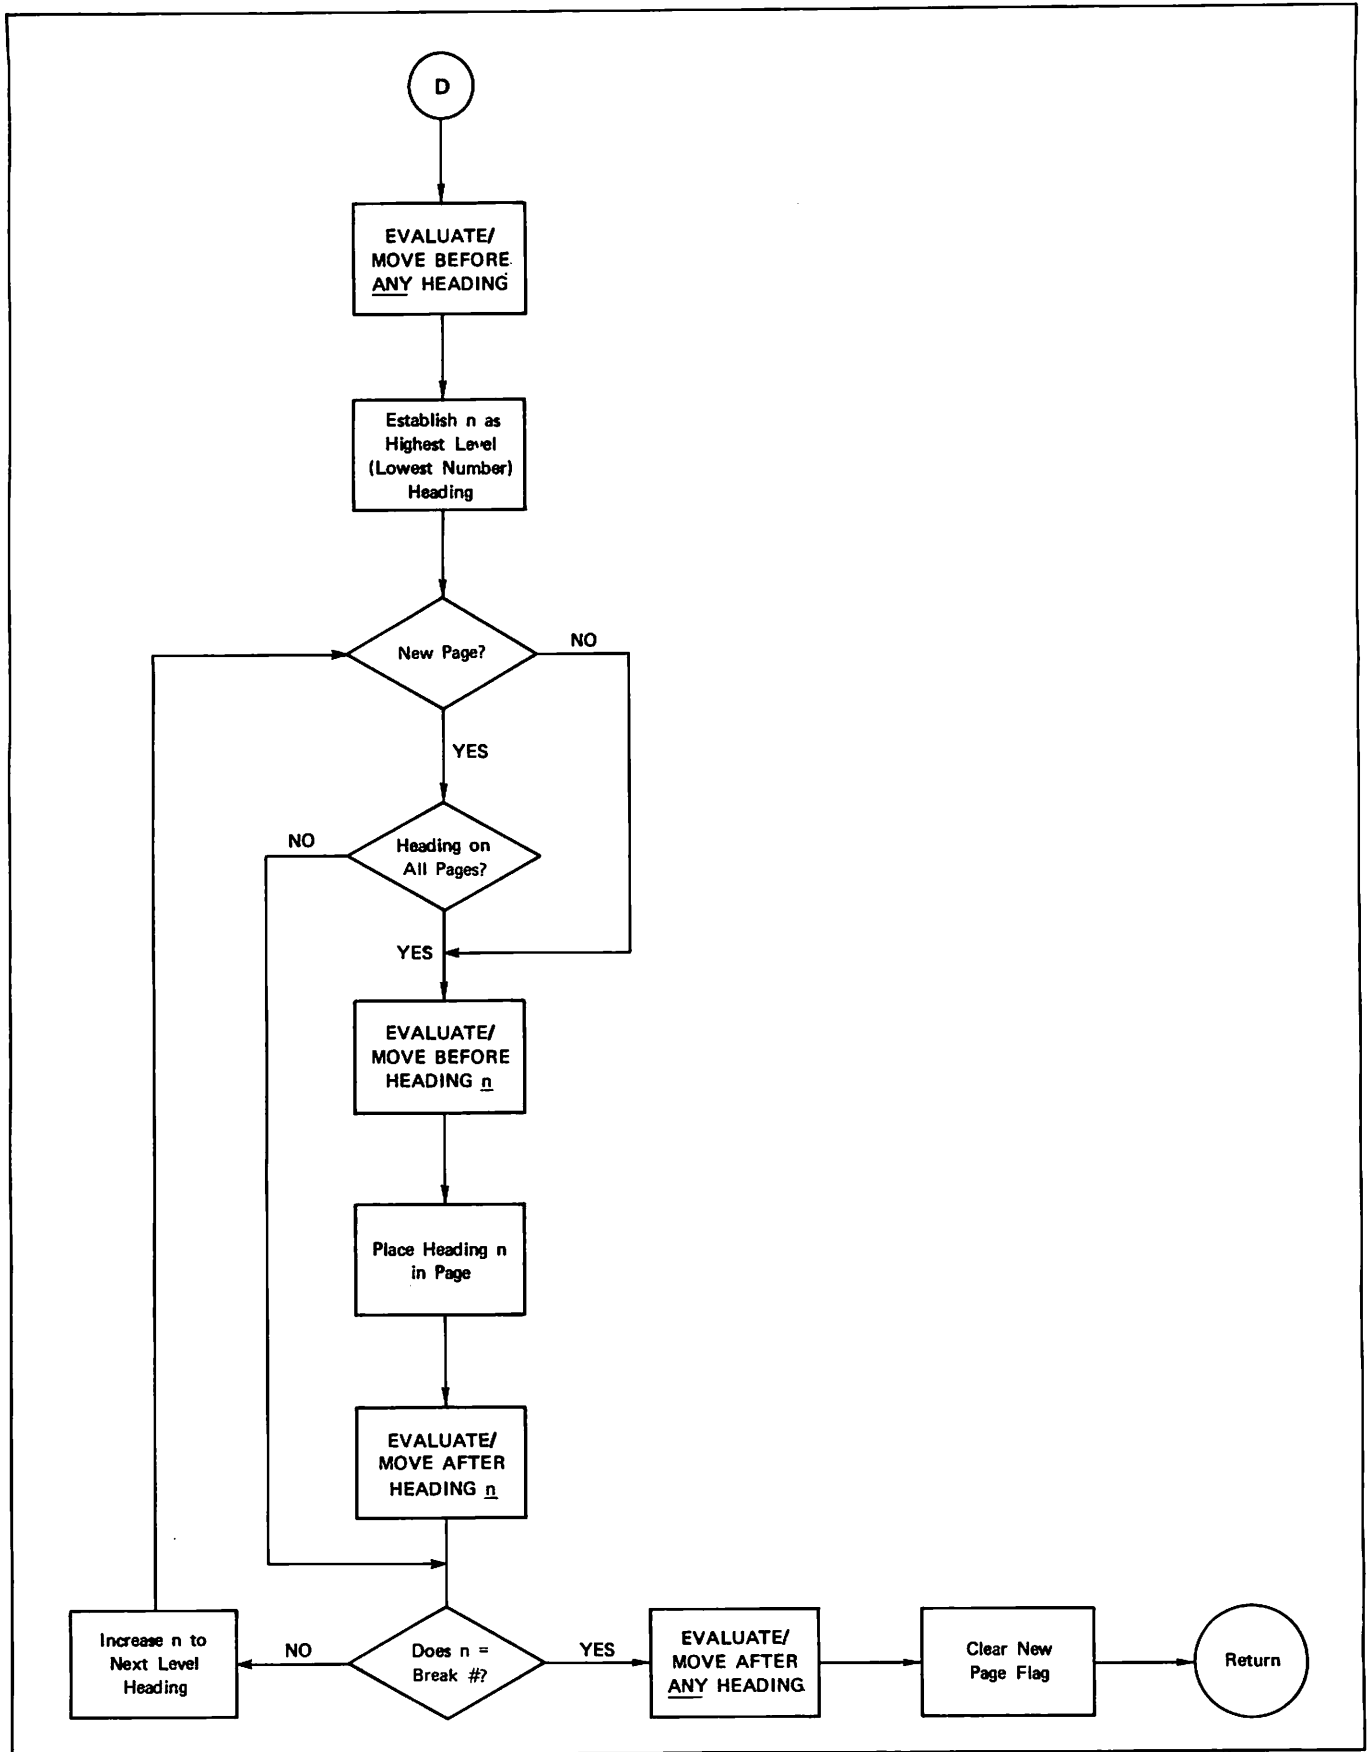 D
EVALUATE/
MOVE BEFORE
ANY HEADING
Establish n as
Highest Level
(Lowest Number)
Heading
New Page?
NO
YES
Heading on
All Pages?
NO
YES
EVALUATE/
MOVE BEFORE
HEADING n
Place Heading n
in Page
EVALUATE/
MOVE AFTER
HEADING n
Increase n to
Next Level
Heading
NO
Does n =
Break #?
YES
EVALUATE/
MOVE AFTER
ANY HEADING
Clear New
Page Flag
Return